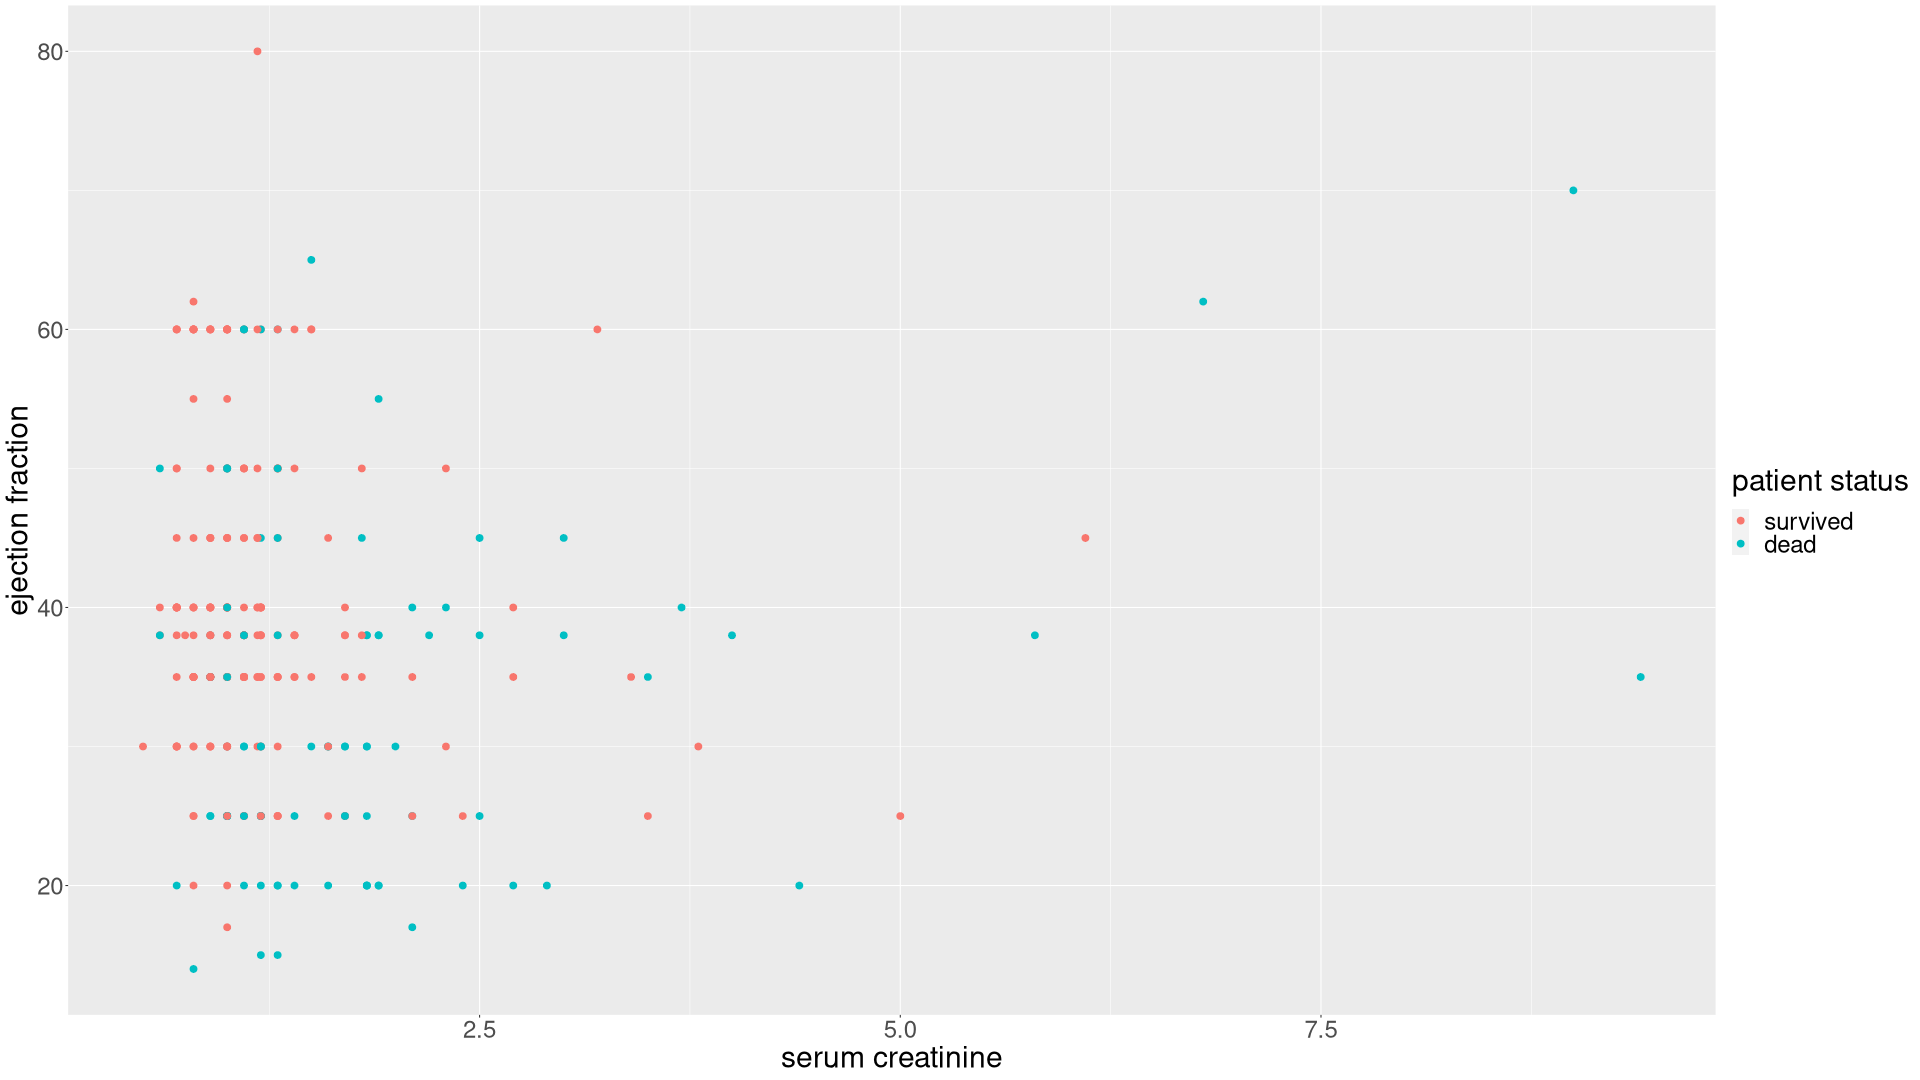 80
60
40
20
ejection fraction
2.5 5.0 7.5
serum creatinine
patient status
survived
dead